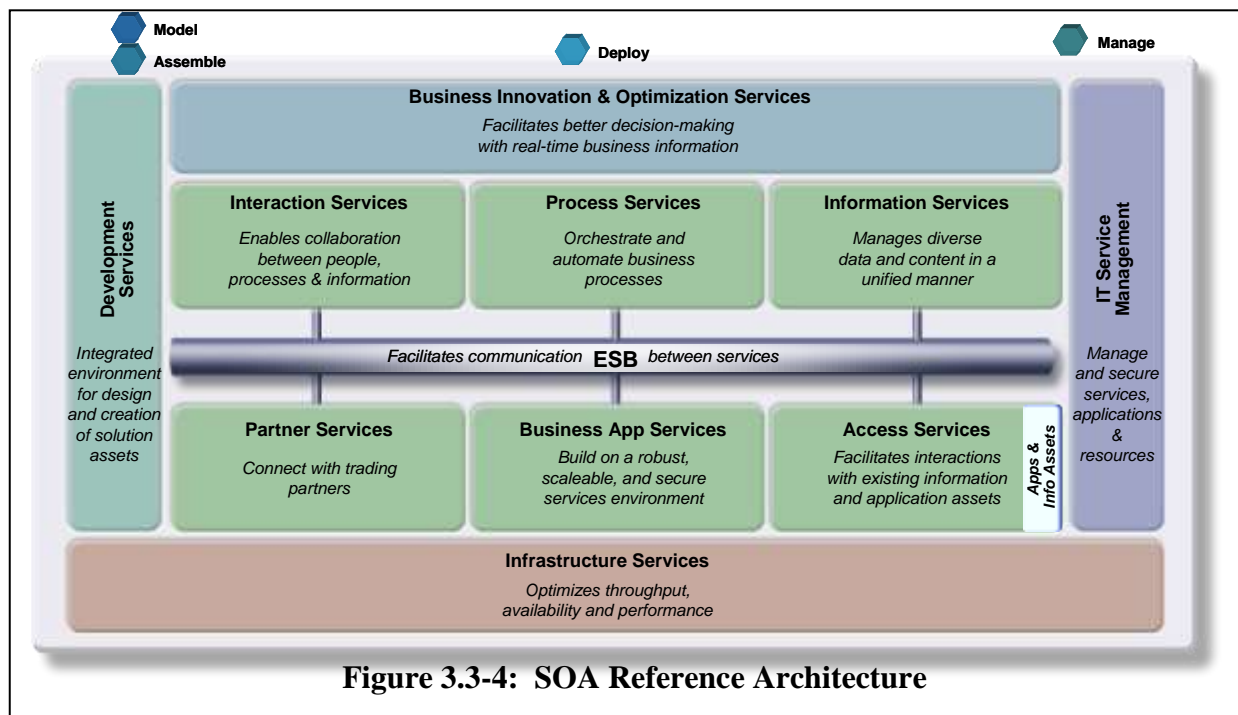 Model
Assemble
Deploy
Manage
Business Innovation & Optimization Services
Facilitates better decision-making
with real-time business information
Development
Services
Integrated
environment
for design
and creation
of solution
assets
Interaction Services
Enables collaboration
between people,
processes & information
Process Services
Orchestrate and
automate business
processes
Information Services
Manages diverse
data and content in a
unified manner
IT Service
Management
Manage
and secure
services,
applications
&
resources
Facilitates communication ESB between services
Partner Services
Connect with trading
partners
Business App Services
Build on a robust,
scaleable, and secure
services environment
Access Services
Facilitates interactions
with existing information
and application assets
Apps &
Info Assets
Infrastructure Services
Optimizes throughput,
availability and performance
Figure 3.3-4: SOA Reference Architecture